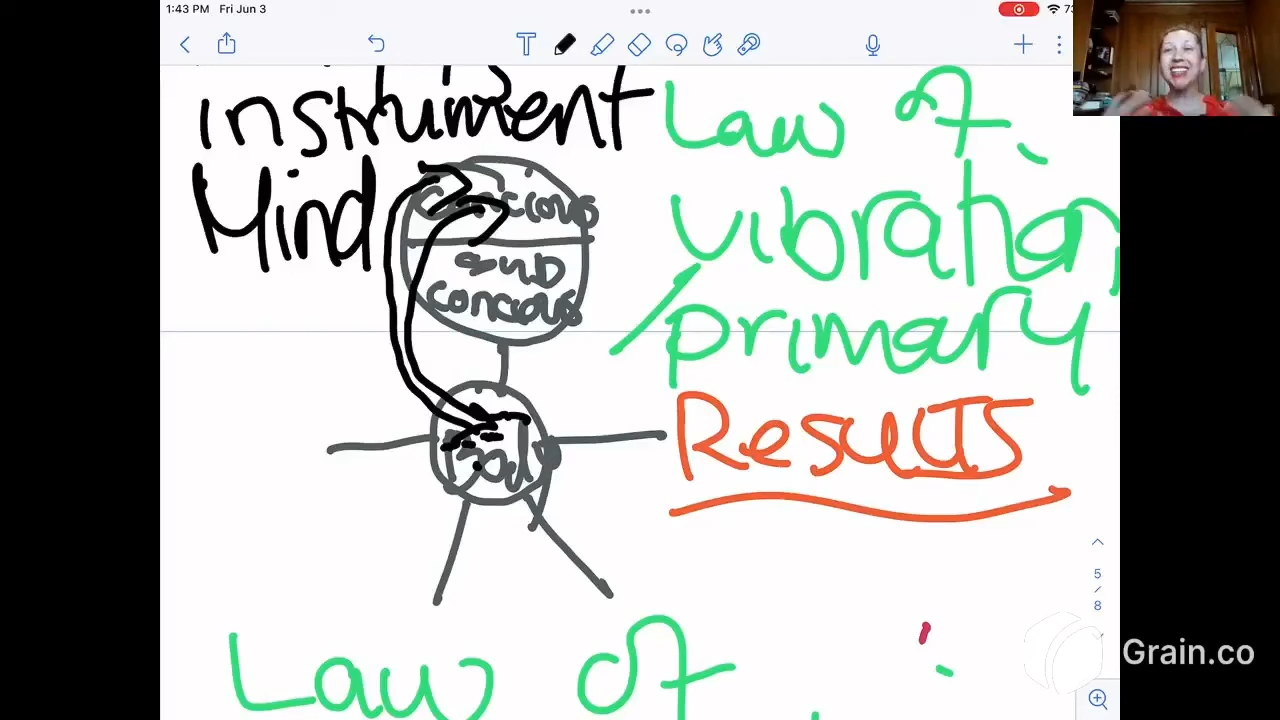 1:43 PM Fri Jun 3
instrument
Mind
Law of
vibration
primary
Results
conscious
sub
concious
Law of
5
/
8
Grain.co